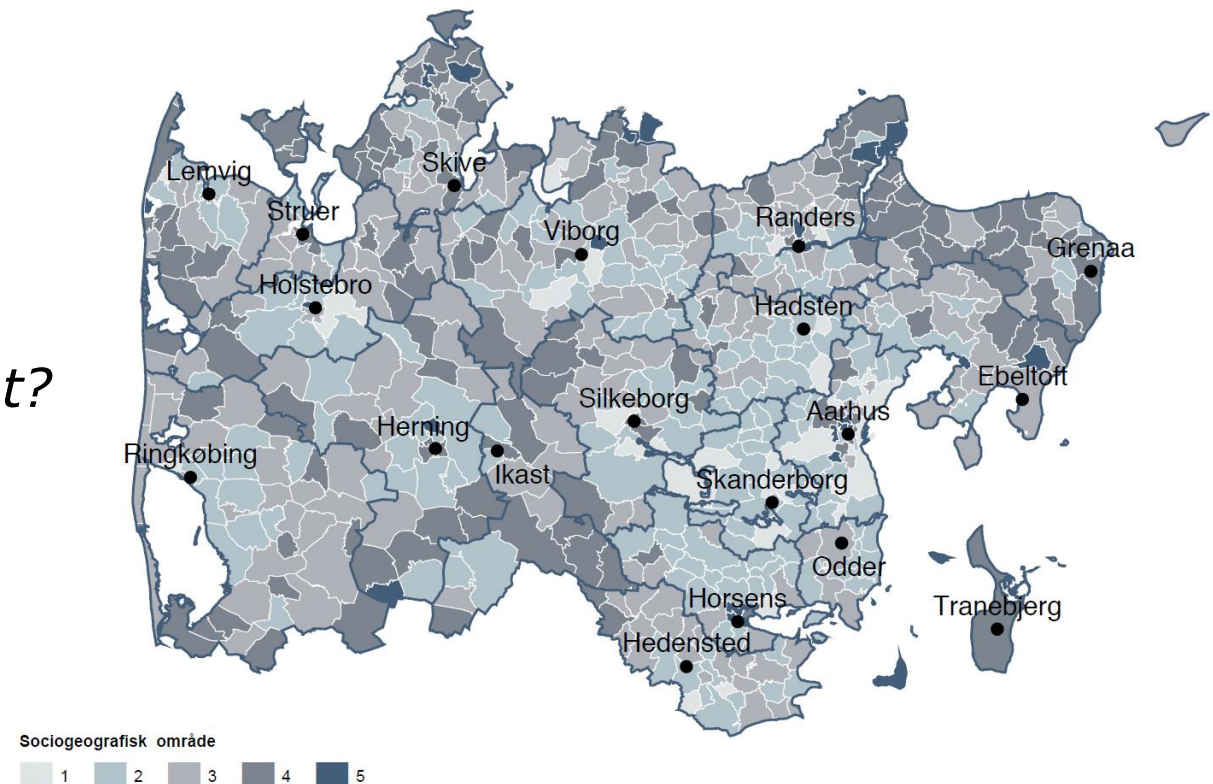 Lemvig
Skive
Struer
Viborg
Randers
Grenaa
Holstebro
Hadsten
t?
Ebeltoft
Silkeborg
Aarhus
Herning
Ringkøbing
Ikast
Skanderborg
Odder
Horsens
Tranebjerg
Hedensted
Sociogeografisk område
1 2 3 4 5